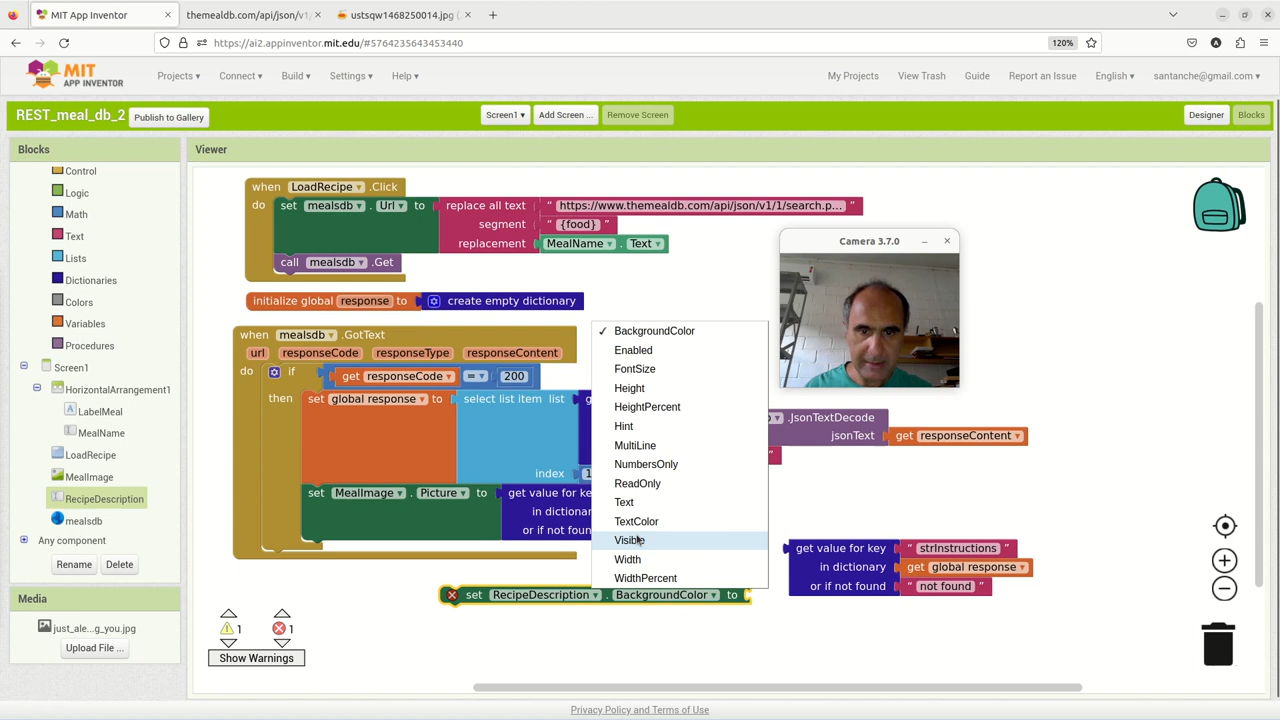 MIT App Inventor
themealdb.com/api/json/v1/
ustsqw1468250014.jpg (
https://ai2.appinventor.mit.edu/#5764235643453440
120%
MIT
APP INVENTOR
Projects
Connect
Build
Settings
Help
My Projects
View Trash
Guide
Report an Issue
English
santanche@gmail.com
REST_meal_db_2
Publish to Gallery
Screen1
Add Screen ...
Remove Screen
Designer
Blocks
Blocks
Viewer
Control
Logic
Math
Text
Lists
Dictionaries
Colors
Variables
Procedures
Screen1
HorizontalArrangement1
LabelMeal
MealName
LoadRecipe
MealImage
RecipeDescription
mealsdb
Any component
Rename
Delete
Media
just_ale...g_you.jpg
Upload File ...
when LoadRecipe .Click
do set mealsdb . Url to replace all text “ https://www.themealdb.com/api/json/v1/1/search.p... ”
segment “ {food} ”
replacement MealName . Text
call mealsdb .Get
initialize global response to create empty dictionary
when mealsdb .GotText
url responseCode responseType responseContent
do if get responseCode = 200
then set global response to select list item list
.JsonTextDecode
jsonText get responseContent
index 1
set MealImage . Picture to get value for ke
in dictionar
or if not foun
BackgroundColor
Enabled
FontSize
Height
HeightPercent
Hint
MultiLine
NumbersOnly
ReadOnly
Text
TextColor
Visible
Width
WidthPercent
get value for key “ strInstructions ”
in dictionary get global response
or if not found “ not found ”
set RecipeDescription . BackgroundColor to
1 1
Show Warnings
Camera 3.7.0
Privacy Policy and Terms of Use